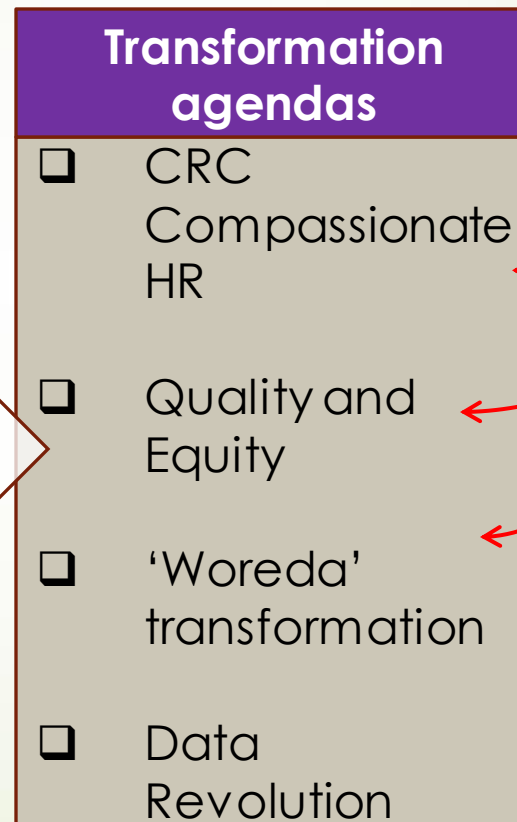 Transformation
agendas
❑ CRC
Compassionate
HR
❑ Quality and
Equity
❑ ‘Woreda’
transformation
❑ Data
Revolution